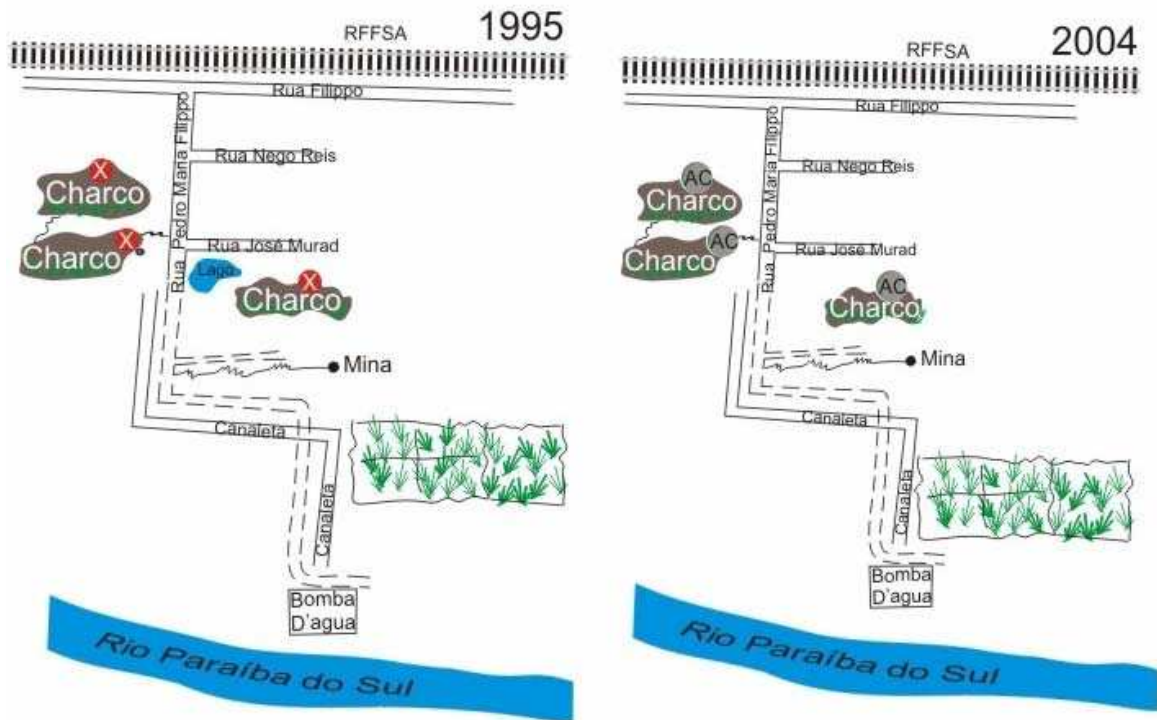 RFFSA 1995
Rua Filippo
Rua Pedro Maria Filippo
Rua Nego Reis
X
Charco
X
Charco
Rua José Murad
Lago
X
Charco
Mina
Canaleta
Canaleta
Bomba
D'agua
Rio Paraíba do Sul
RFFSA 2004
Rua Filippo
Rua Pedro Maria Filippo
Rua Nego Reis
AC
Charco
AC
Charco
Rua José Murad
AC
Charco
Mina
Canaleta
Canaleta
Bomba
D'agua
Rio Paraíba do Sul